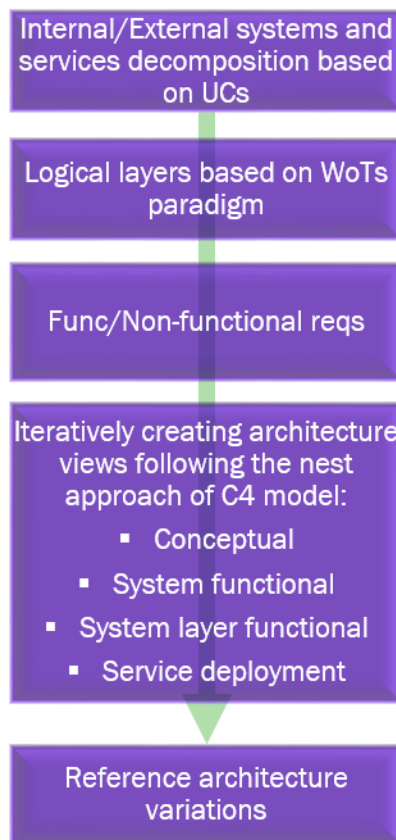 Internal/External systems and
services decomposition based
on UCs
Logical layers based on WoTs
paradigm
Func/Non-functional reqs
Iteratively creating architecture
views following the nest
approach of C4 model:
▪ Conceptual
▪ System functional
▪ System layer functional
▪ Service deployment
Reference architecture
variations